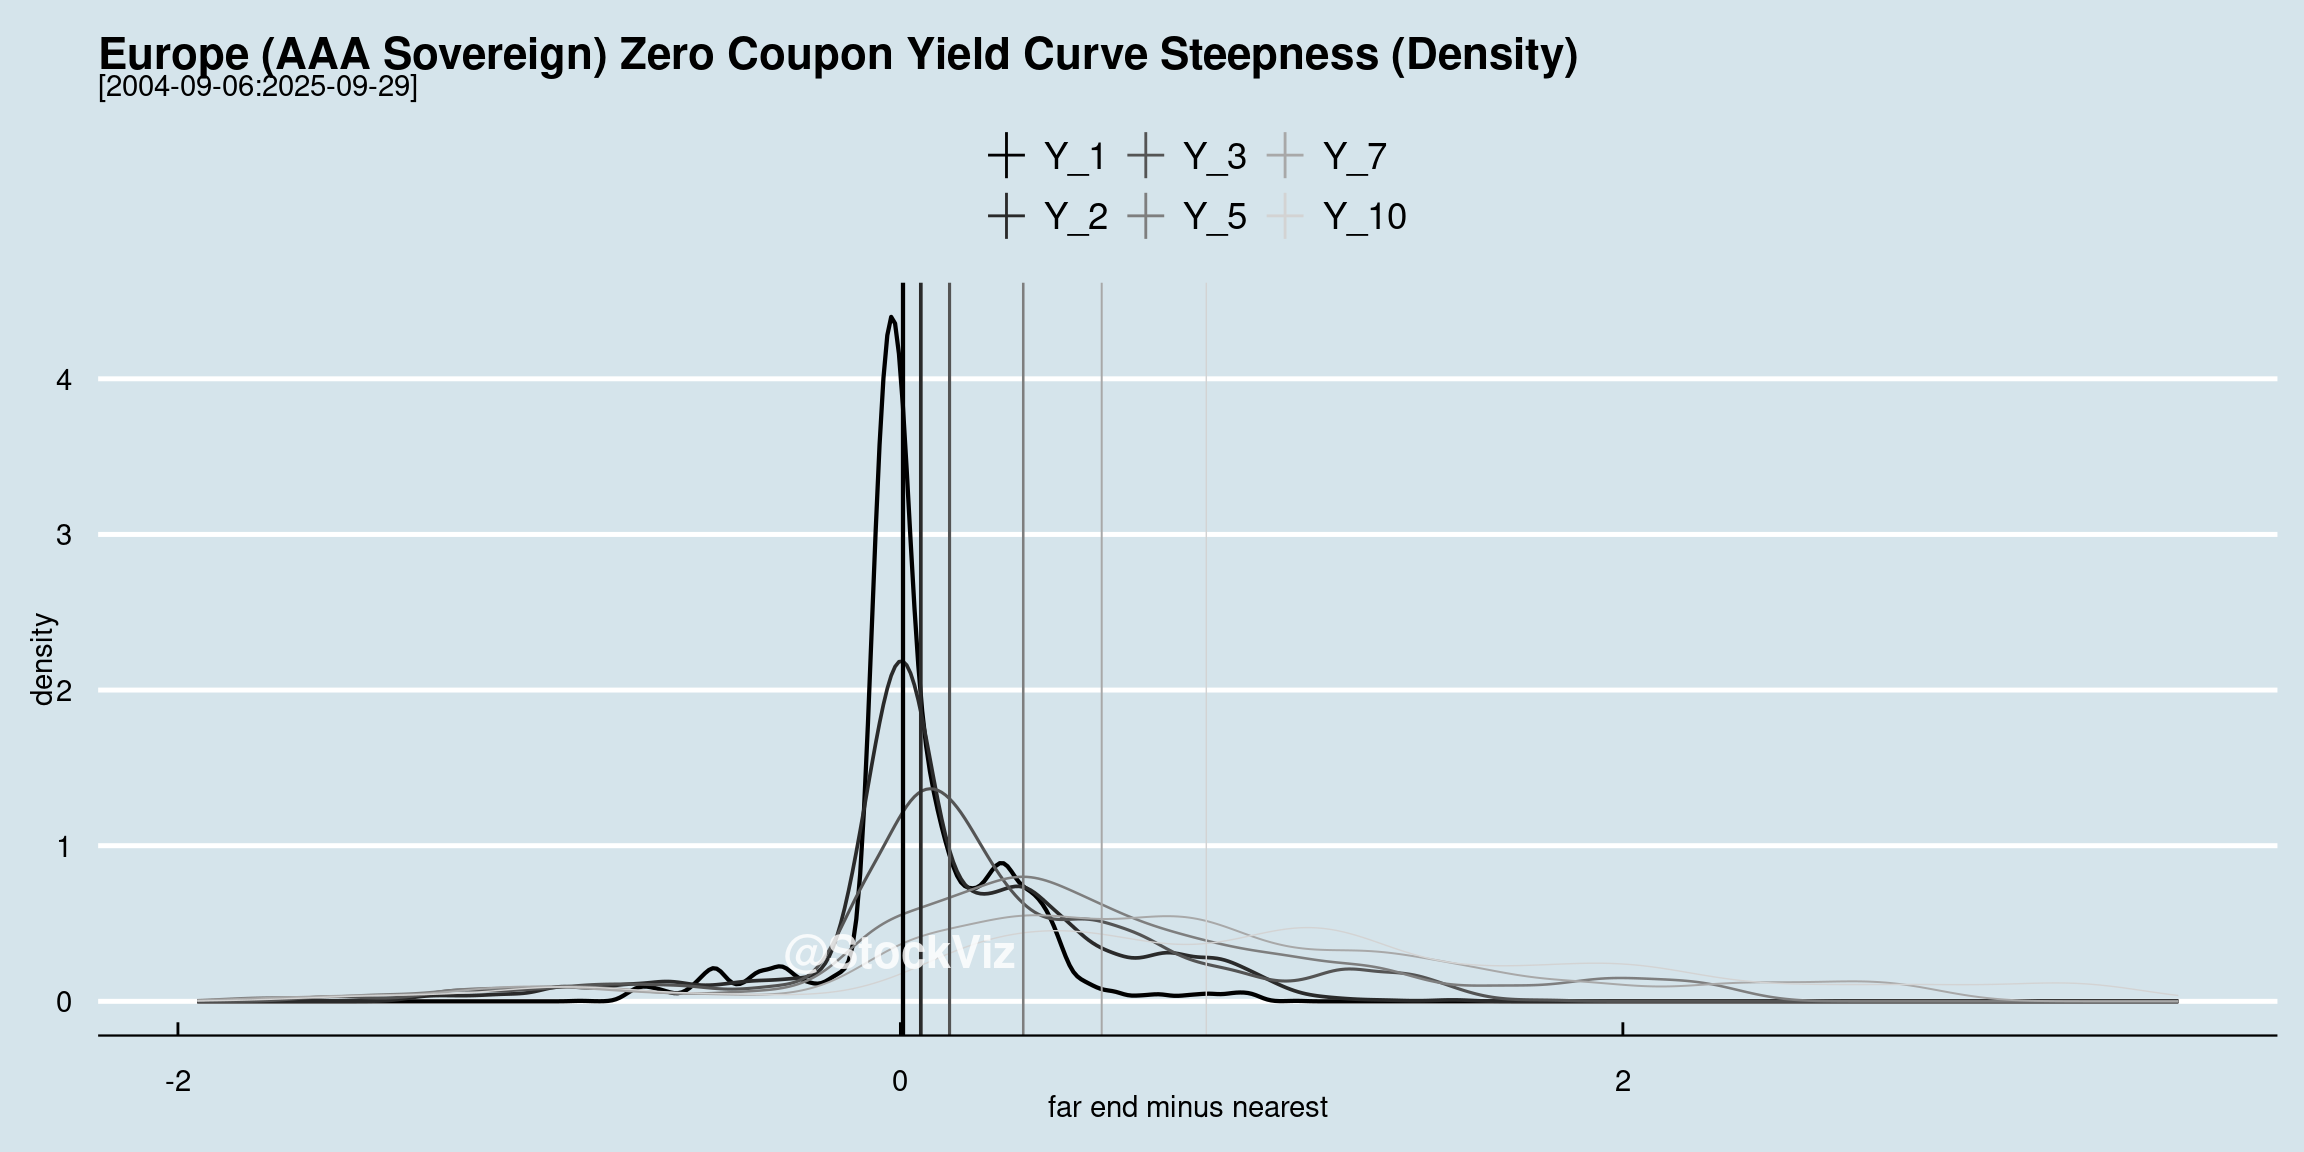 Europe (AAA Sovereign) Zero Coupon Yield Curve Steepness (Density)
[2004-09-06:2025-09-29]
Y_1 Y_3 Y_7
Y_2 Y_5 Y_10
4
3
2
1
0
density
@StockViz
-2 0 2
far end minus nearest